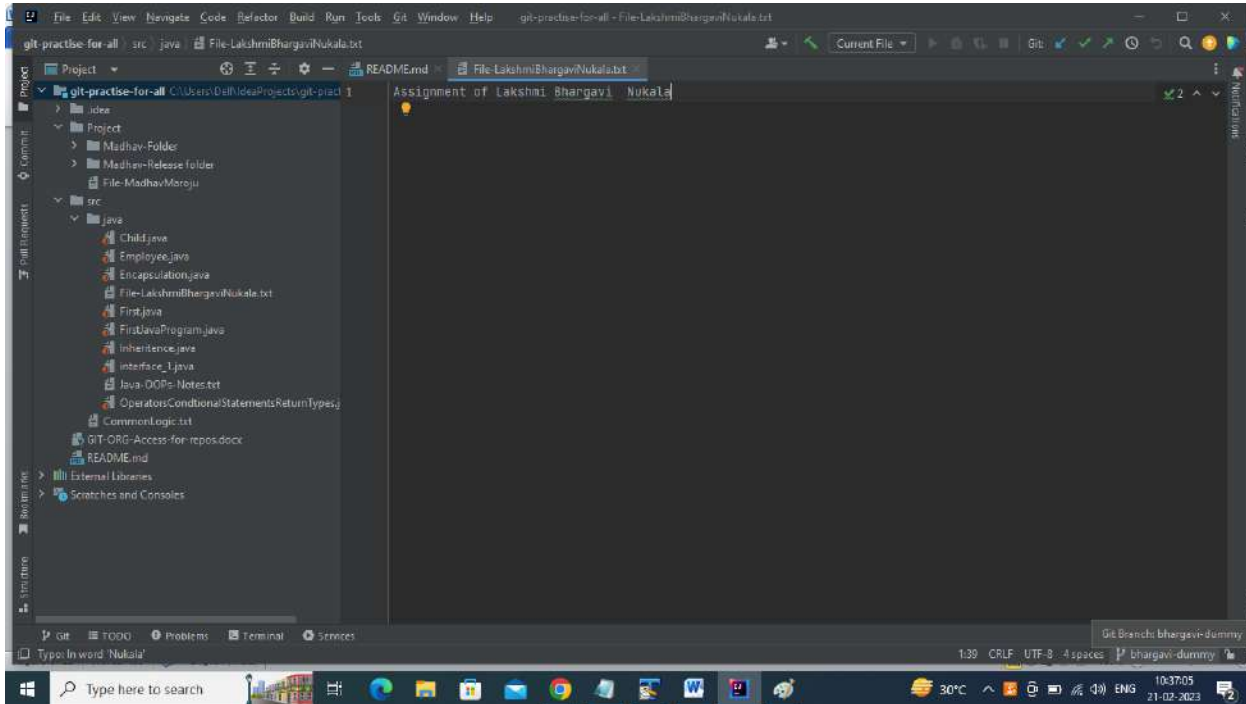 File Edit View Navigate Code Refactor Build Run Tools Git Window Help git-practise-for-all - File-LakshmiBhargaviNukala.txt
git-practise-for-all src java File-LakshmiBhargaviNukala.txt Current File Git:
Project README.md File-LakshmiBhargaviNukala.txt
git-practise-for-all C:\Users\Dell\IdeaProjects\git-pract 1 Assignment of Lakshmi Bhargavi Nukala 2
.idea
Project
Madhav-Folder
Madhav-Release folder
File-MadhavMaroju
src
java
Child.java
Employee.java
Encapsulation.java
File-LakshmiBhargaviNukala.txt
First.java
FirstJavaProgram.java
Inheritence.java
interface_1.java
Java-OOPs-Notes.txt
OperatorsCondtionalStatementsReturnTypes.j
CommonLogic.txt
GIT-ORG-Access-for-repos.docx
README.md
External Libraries
Scratches and Consoles
Project
Commit
Pull Requests
Bookmarks
Structure
Notifications
Git TODO Problems Terminal Services
Git Branch: bhargavi-dummy
Typo: In word 'Nukala' 1:39 CRLF UTF-8 4 spaces bhargavi-dummy
Type here to search 30°C ENG 10:37:05
21-02-2023 2